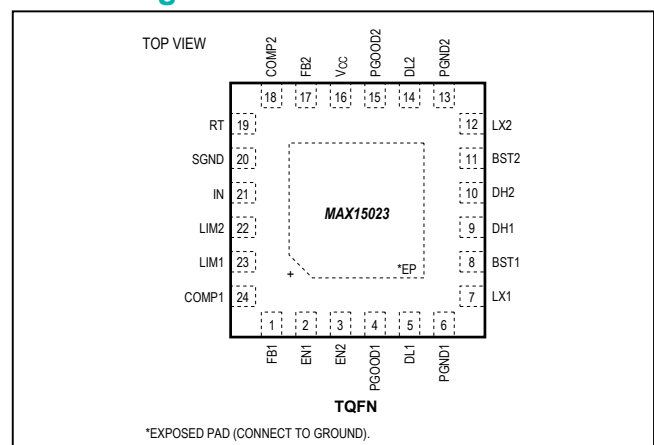 TOP VIEW
COMP2
FB2
VCC
PGOOD2
DL2
PGND2
18
17
16
15
14
13
RT 19
SGND 20
IN 21
LIM2 22
LIM1 23
COMP1 24
12 LX2
11 BST2
10 DH2
9 DH1
8 BST1
7 LX1
MAX15023
*EP
+
1
2
3
4
5
6
FB1
EN1
EN2
PGOOD1
DL1
PGND1
TQFN
*EXPOSED PAD (CONNECT TO GROUND).